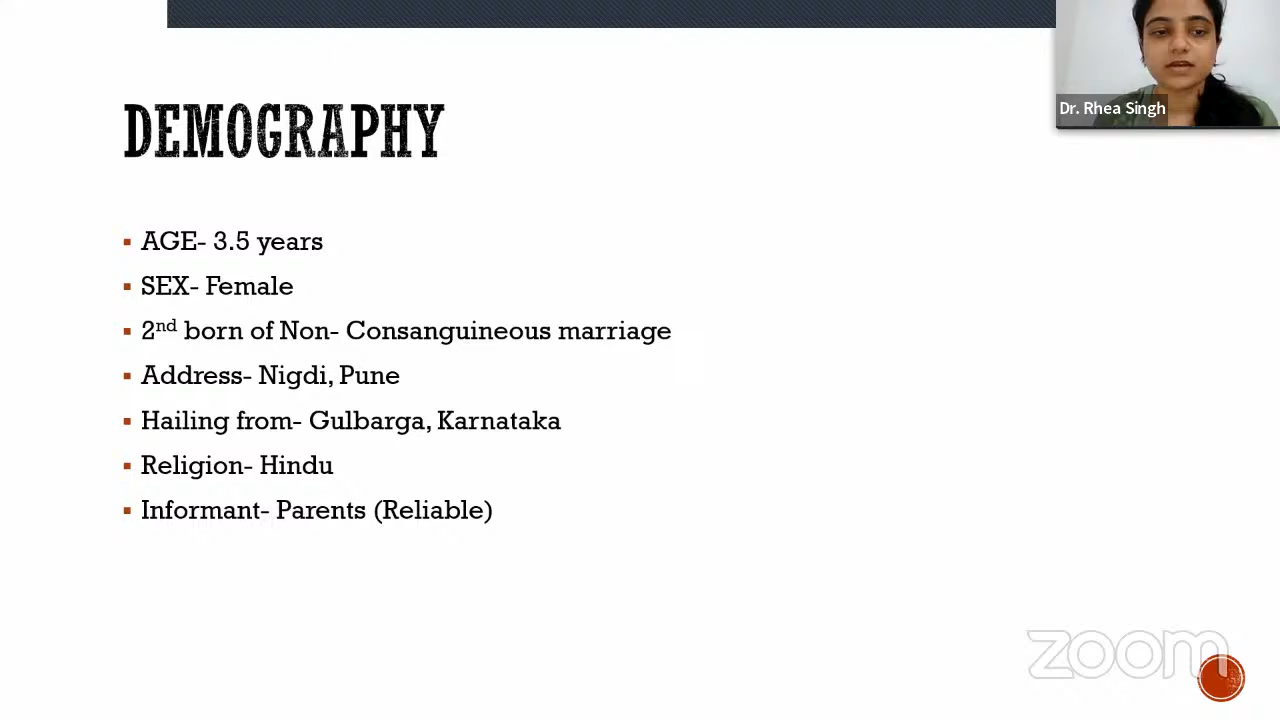 Dr. Rhea Singh
DEMOGRAPHY
AGE- 3.5 years
SEX- Female
2nd born of Non- Consanguineous marriage
Address- Nigdi, Pune
Hailing from- Gulbarga, Karnataka
Religion- Hindu
Informant- Parents (Reliable)
zoom